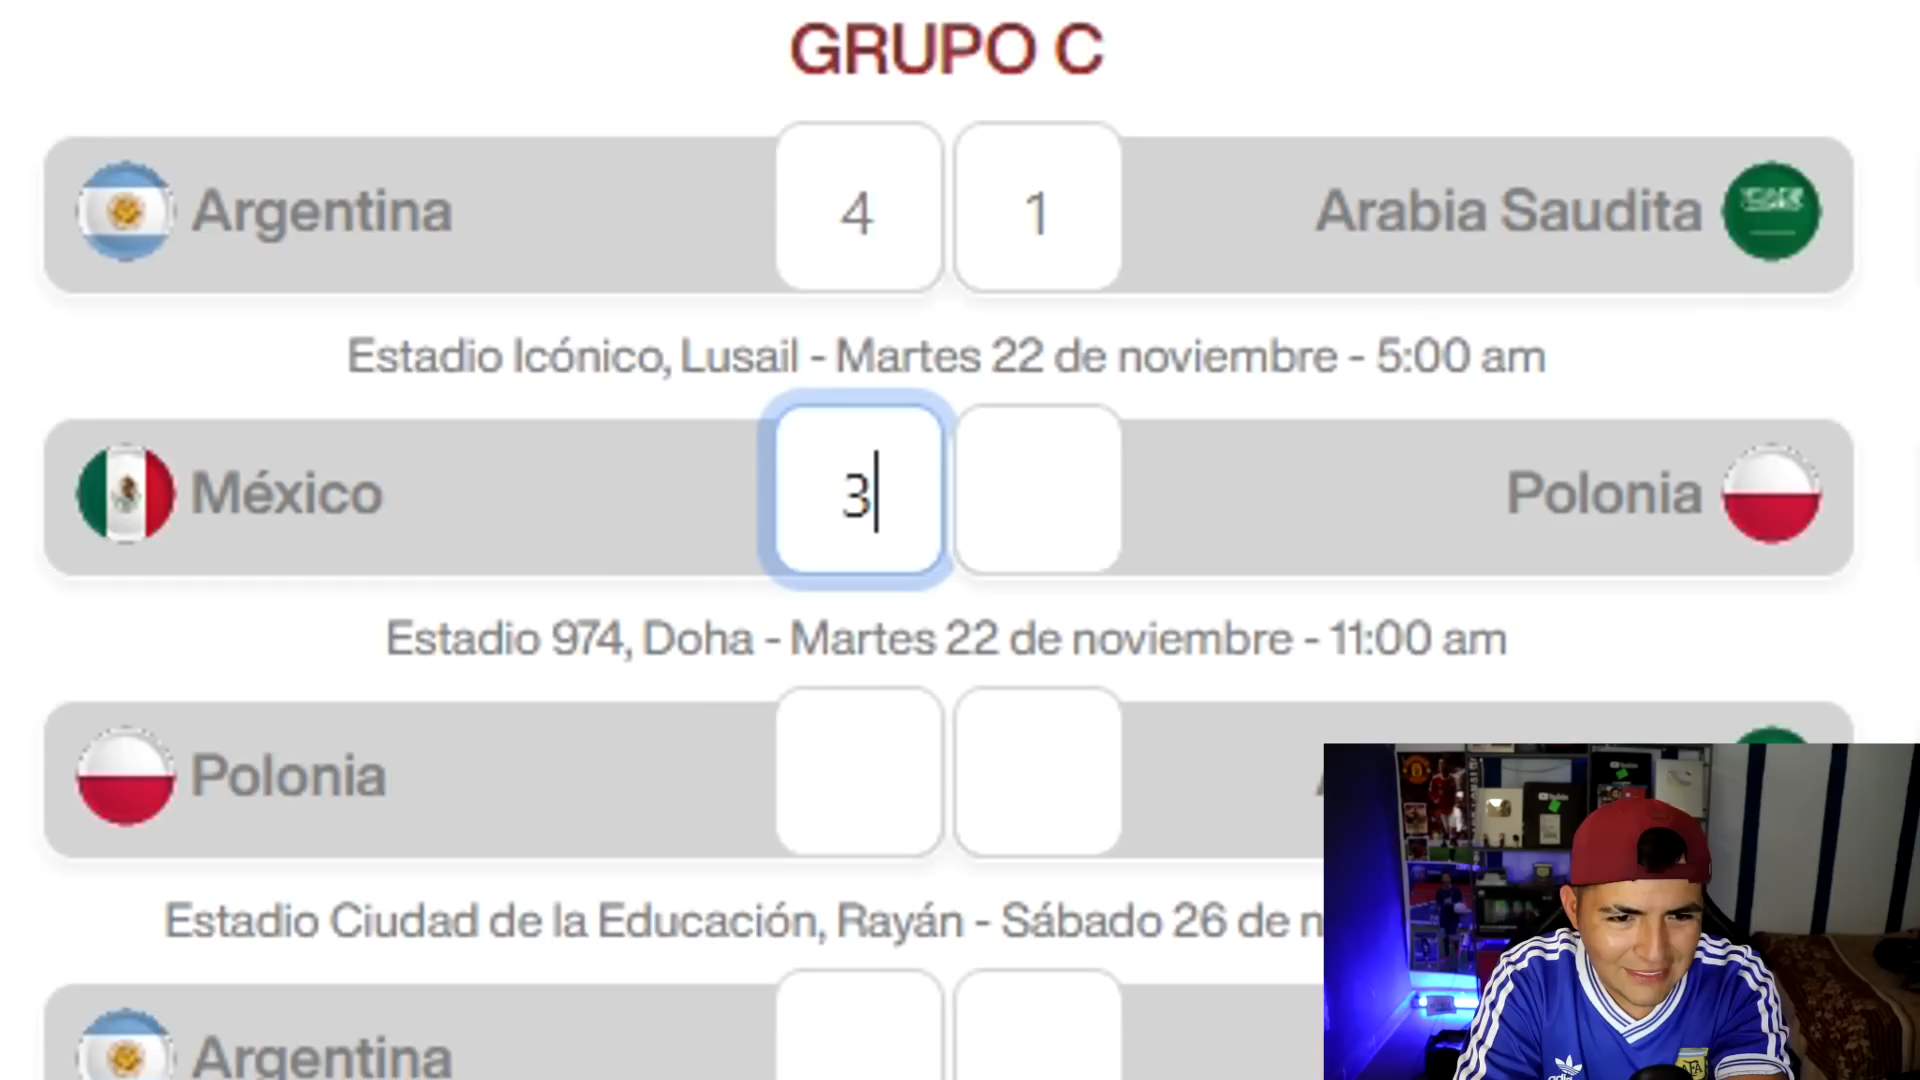 GRUPO C
Argentina 4 1 Arabia Saudita
Estadio Icónico, Lusail - Martes 22 de noviembre - 5:00 am
México 3 Polonia
Estadio 974, Doha - Martes 22 de noviembre - 11:00 am
Polonia
Estadio Ciudad de la Educación, Rayán - Sábado 26 de n
Argentina
AFA